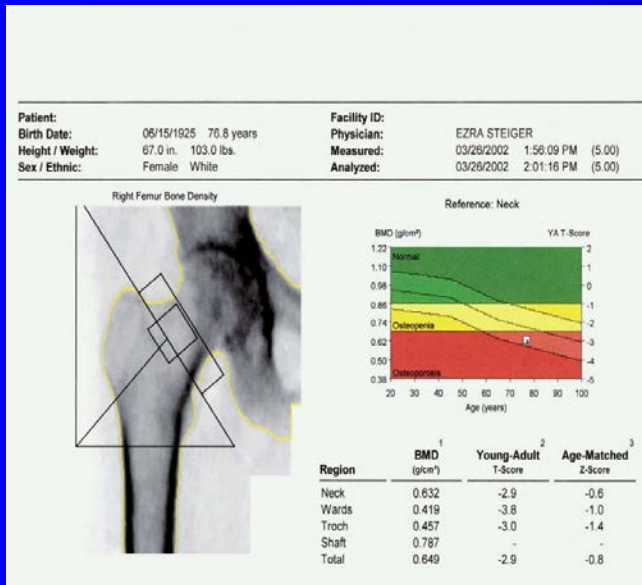 Patient:
Birth Date: 06/15/1925 76.8 years
Height / Weight: 67.0 in. 103.0 lbs.
Sex / Ethnic: Female White
Facility ID:
Physician: EZRA STEIGER
Measured: 03/26/2002 1:56:09 PM (5.00)
Analyzed: 03/26/2002 2:01:16 PM (5.00)
Right Femur Bone Density
Reference: Neck
BMD (g/cm²) YA T-Score
1.22 2
Normal
1.10 1
0.98 0
0.86 -1
0.74 -2
Osteopenia
0.62 -3
0.50 -4
Osteoporosis
0.38 -5
20 30 40 50 60 70 80 90 100
Age (years)
1 2 3
BMD Young-Adult Age-Matched
Region (g/cm²) T-Score Z-Score
Neck 0.632 -2.9 -0.6
Wards 0.419 -3.8 -1.0
Troch 0.457 -3.0 -1.4
Shaft 0.787 - -
Total 0.649 -2.9 -0.8